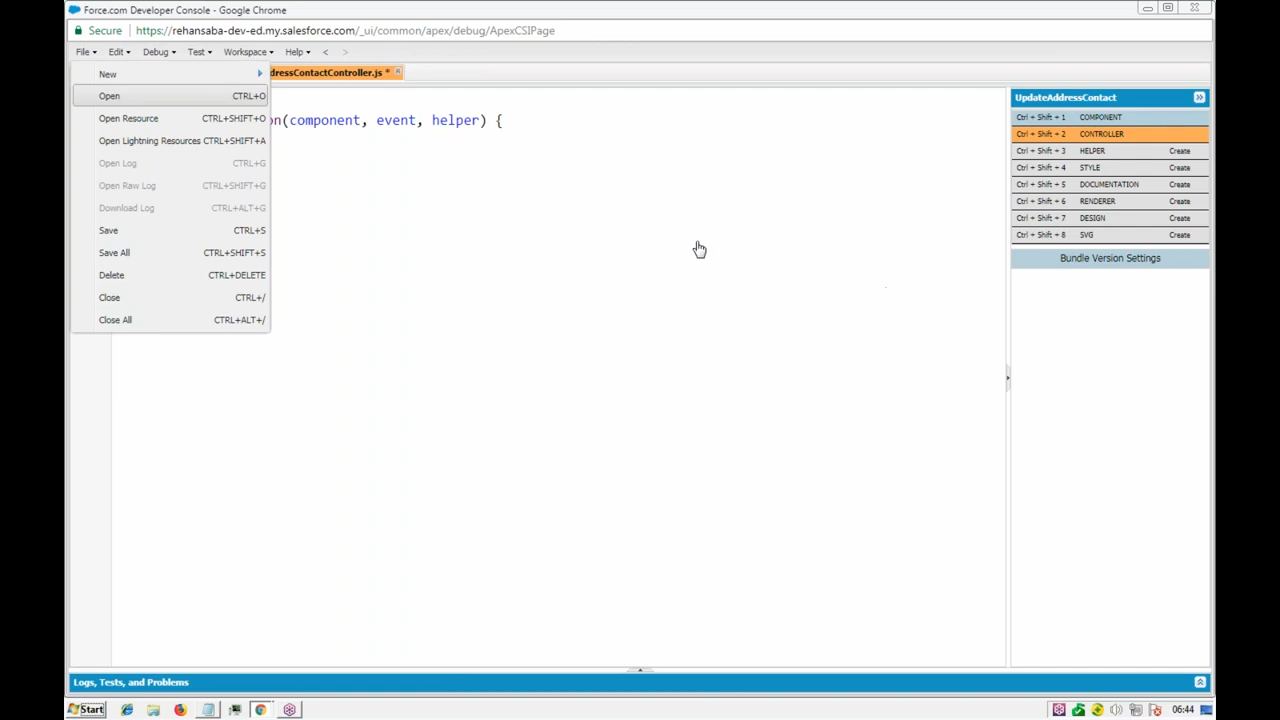 Force.com Developer Console - Google Chrome
Secure https://rehansaba-dev-ed.my.salesforce.com/_ui/common/apex/debug/ApexCSIPage
File Edit Debug Test Workspace Help < >
dressContactController.js *
New
Open CTRL+O
Open Resource CTRL+SHIFT+O
Open Lightning Resources CTRL+SHIFT+A
Open Log CTRL+G
Open Raw Log CTRL+SHIFT+G
Download Log CTRL+ALT+G
Save CTRL+S
Save All CTRL+SHIFT+S
Delete CTRL+DELETE
Close CTRL+/
Close All CTRL+ALT+/
on(component, event, helper) {
UpdateAddressContact
Ctrl + Shift + 1 COMPONENT
Ctrl + Shift + 2 CONTROLLER
Ctrl + Shift + 3 HELPER Create
Ctrl + Shift + 4 STYLE Create
Ctrl + Shift + 5 DOCUMENTATION Create
Ctrl + Shift + 6 RENDERER Create
Ctrl + Shift + 7 DESIGN Create
Ctrl + Shift + 8 SVG Create
Bundle Version Settings
Logs, Tests, and Problems
Start
06:44